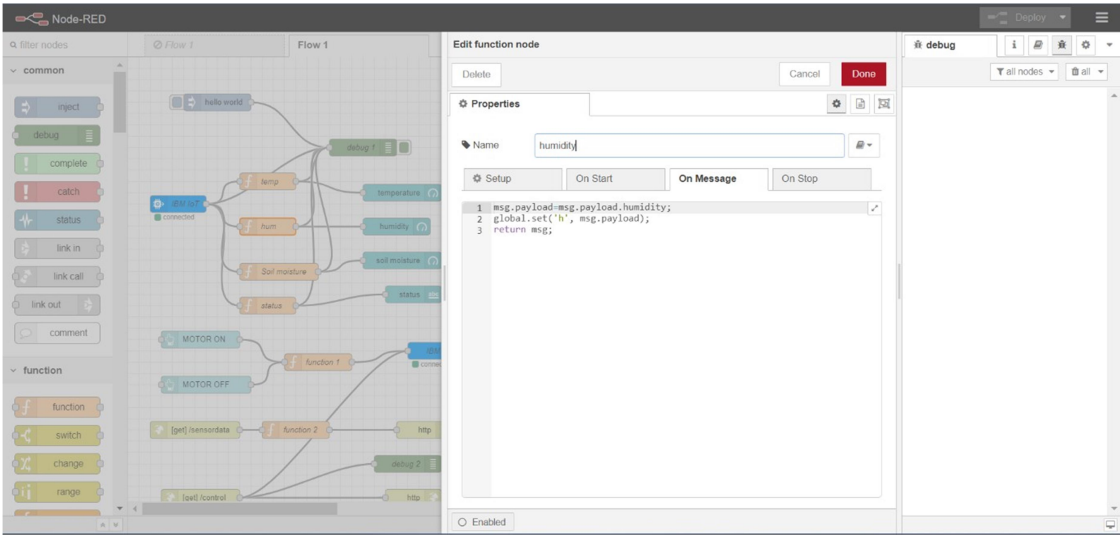 Node-RED
Deploy
filter nodes
Flow 1
Flow 1
Edit function node
debug
i
Delete
Cancel
Done
all nodes
all
common
Properties
inject
debug
complete
catch
status
link in
link call
link out
comment
function
function
switch
change
range
hello world
debug 1
temp
temperature
IBM IoT
connected
hum
humidity
soil moisture
Soil moisture
status
status
MOTOR ON
function 1
MOTOR OFF
[get] /sensordata
function 2
http
debug 2
[get] /control
http
Name
humidity
Setup
On Start
On Message
On Stop
1 msg.payload=msg.payload.humidity;
2 global.set('h', msg.payload);
3 return msg;
Enabled